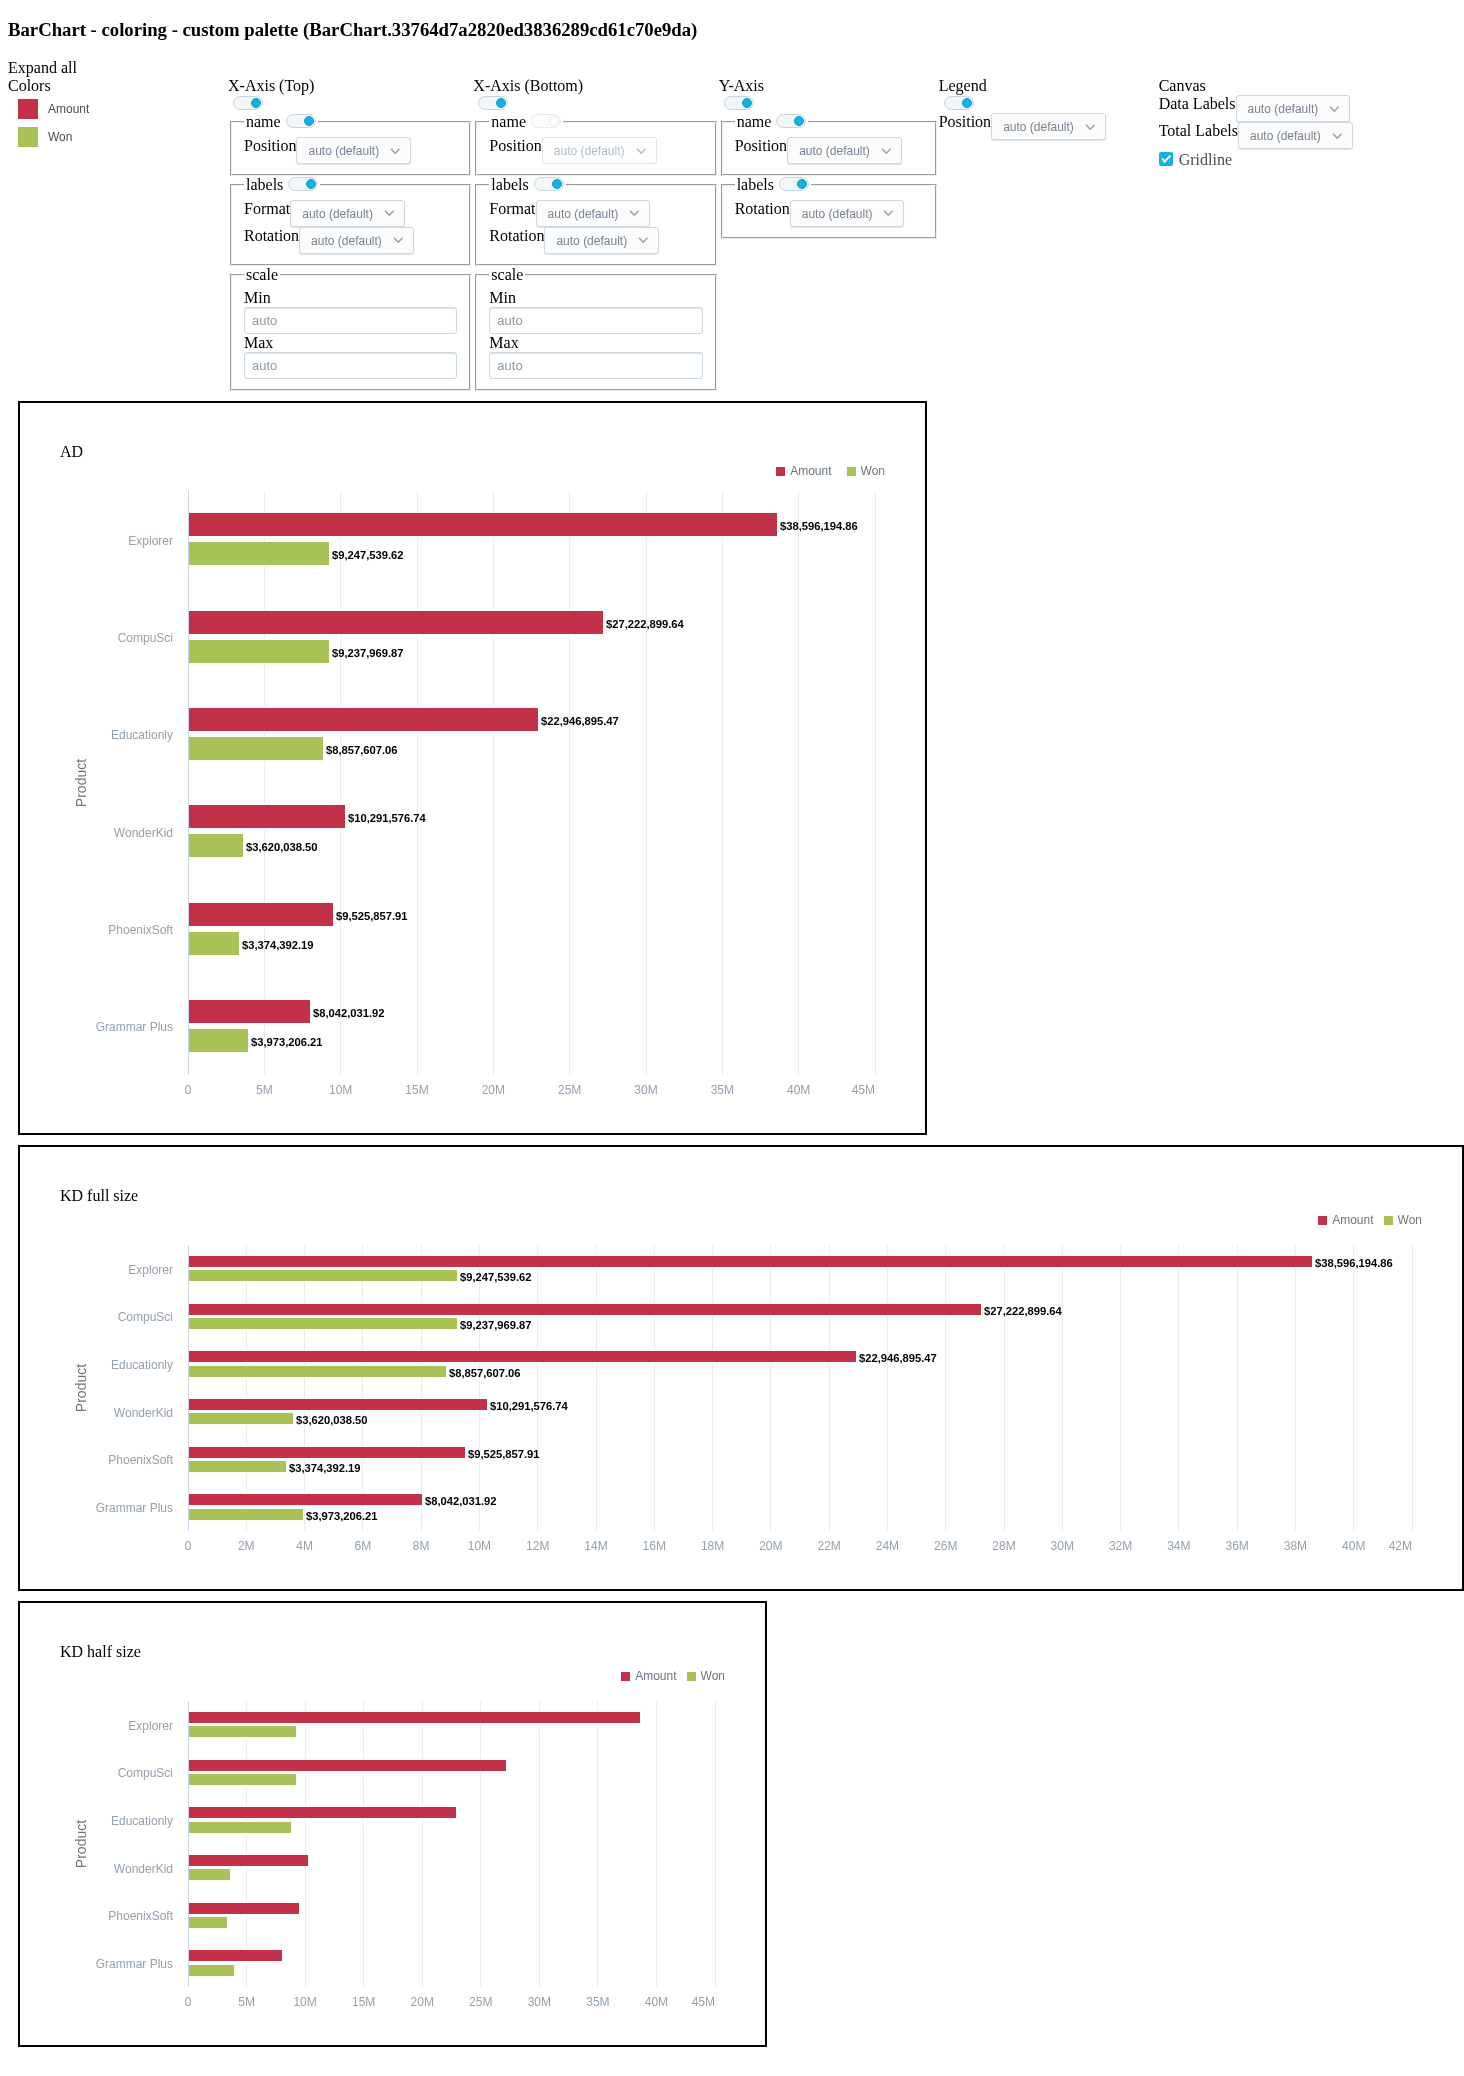 BarChart - coloring - custom palette (BarChart.33764d7a2820ed3836289cd61c70e9da)
Expand all
Colors
Amount
Won
X-Axis (Top)
name
Position auto (default)
labels
Format auto (default)
Rotation auto (default)
scale
Min
auto
Max
auto
X-Axis (Bottom)
name
Position auto (default)
labels
Format auto (default)
Rotation auto (default)
scale
Min
auto
Max
auto
Y-Axis
name
Position auto (default)
labels
Rotation auto (default)
Legend
Position auto (default)
Canvas
Data Labels auto (default)
Total Labels auto (default)
Gridline
AD
Amount Won
Product
Explorer $38,596,194.86
$9,247,539.62
CompuSci $27,222,899.64
$9,237,969.87
Educationly $22,946,895.47
$8,857,607.06
WonderKid $10,291,576.74
$3,620,038.50
PhoenixSoft $9,525,857.91
$3,374,392.19
Grammar Plus $8,042,031.92
$3,973,206.21
0 5M 10M 15M 20M 25M 30M 35M 40M 45M
KD full size
Amount Won
Product
Explorer $38,596,194.86
$9,247,539.62
CompuSci $27,222,899.64
$9,237,969.87
Educationly $22,946,895.47
$8,857,607.06
WonderKid $10,291,576.74
$3,620,038.50
PhoenixSoft $9,525,857.91
$3,374,392.19
Grammar Plus $8,042,031.92
$3,973,206.21
0 2M 4M 6M 8M 10M 12M 14M 16M 18M 20M 22M 24M 26M 28M 30M 32M 34M 36M 38M 40M 42M
KD half size
Amount Won
Product
Explorer
CompuSci
Educationly
WonderKid
PhoenixSoft
Grammar Plus
0 5M 10M 15M 20M 25M 30M 35M 40M 45M